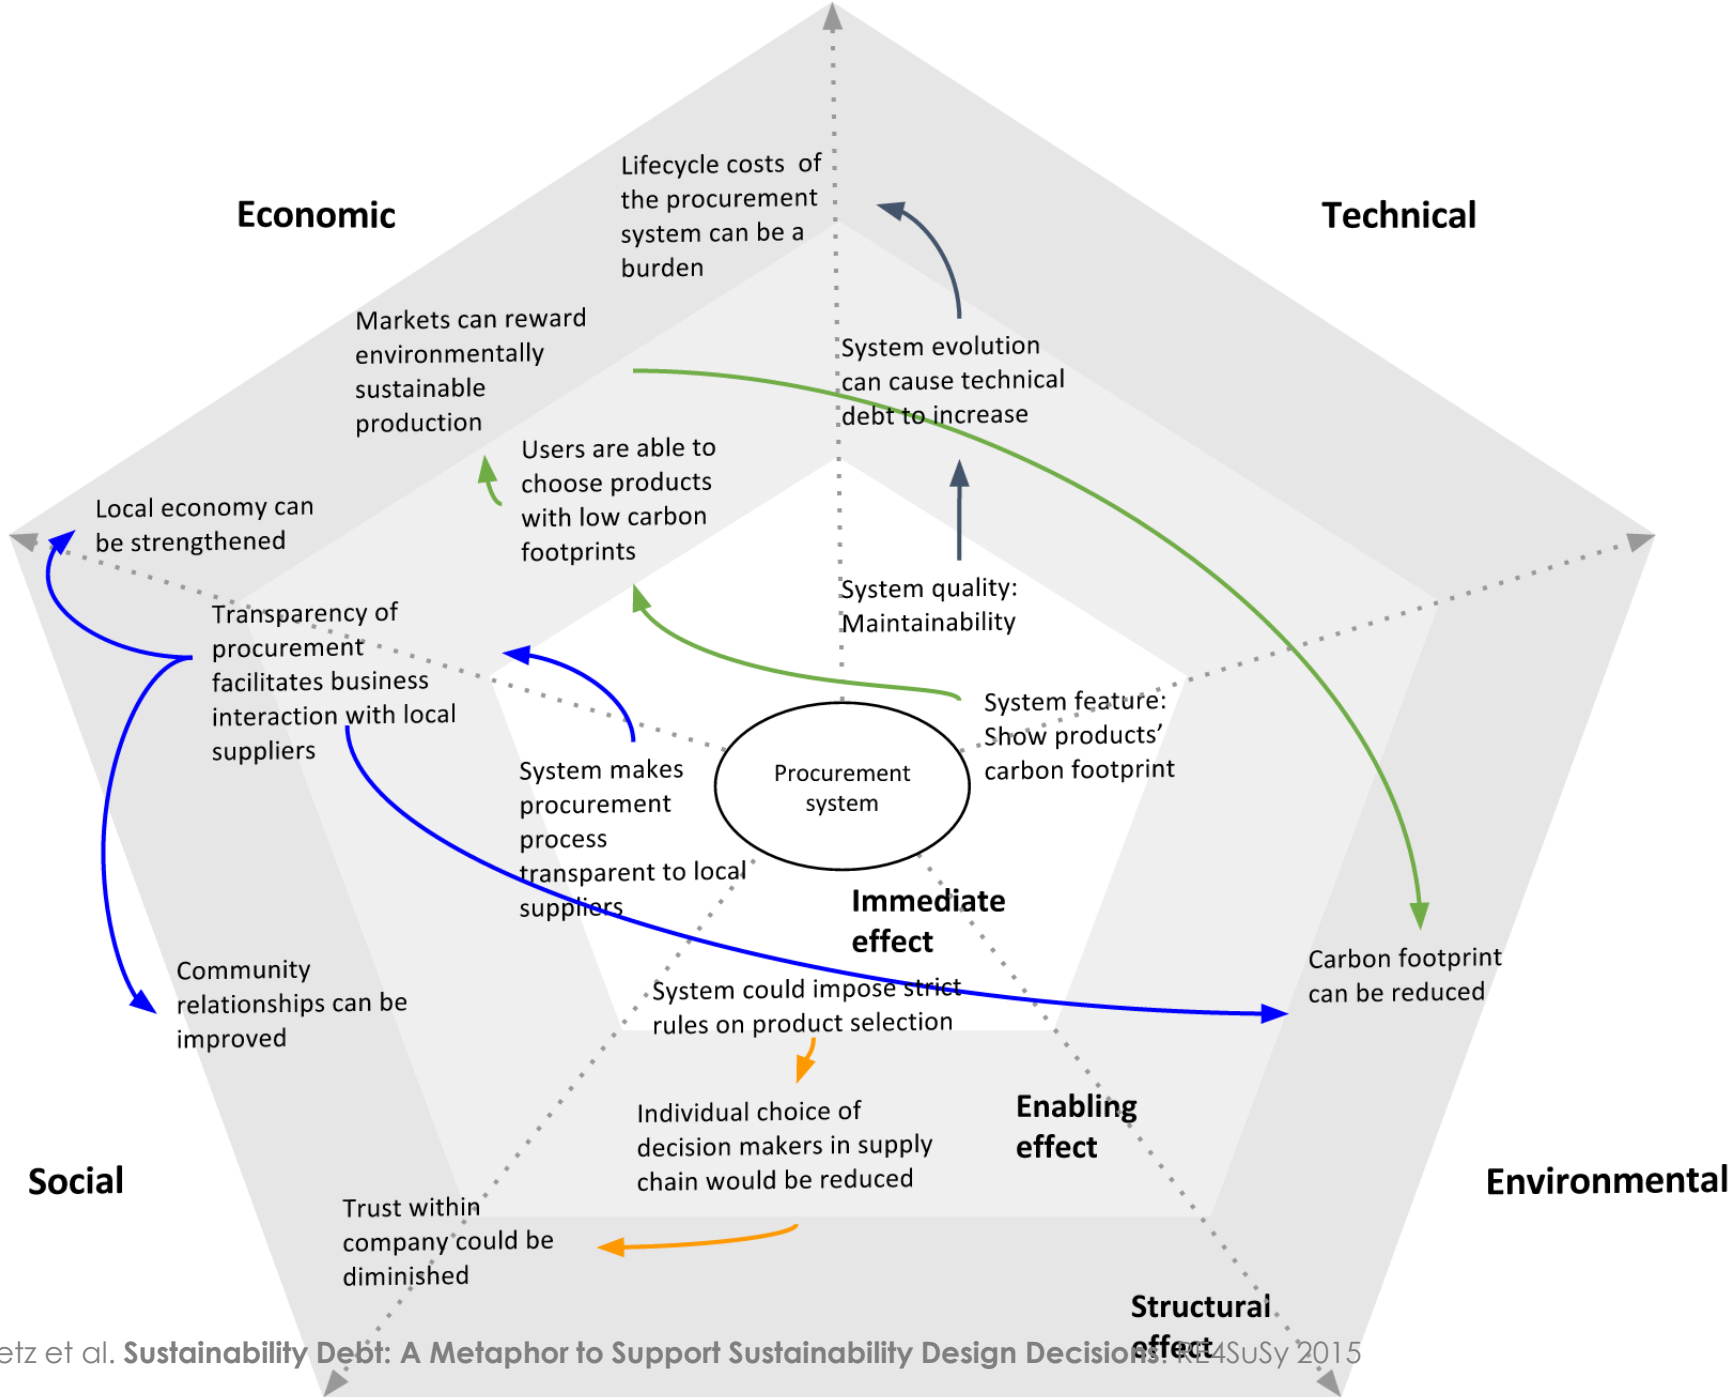 Economic
Technical
Lifecycle costs of
the procurement
system can be a
burden
Markets can reward
environmentally
sustainable
production
System evolution
can cause technical
debt to increase
Users are able to
choose products
with low carbon
footprints
Local economy can
be strengthened
System quality:
Maintainability
Transparency of
procurement
facilitates business
interaction with local
suppliers
System feature:
Show products’
carbon footprint
System makes
procurement
process
transparent to local
suppliers
Procurement
system
Immediate
effect
Carbon footprint
can be reduced
Community
relationships can be
improved
System could impose strict
rules on product selection
Enabling
effect
Individual choice of
decision makers in supply
chain would be reduced
Social
Environmental
Trust within
company could be
diminished
Structural
effect
etz et al. Sustainability Debt: A Metaphor to Support Sustainability Design Decisions. RE4SuSy 2015